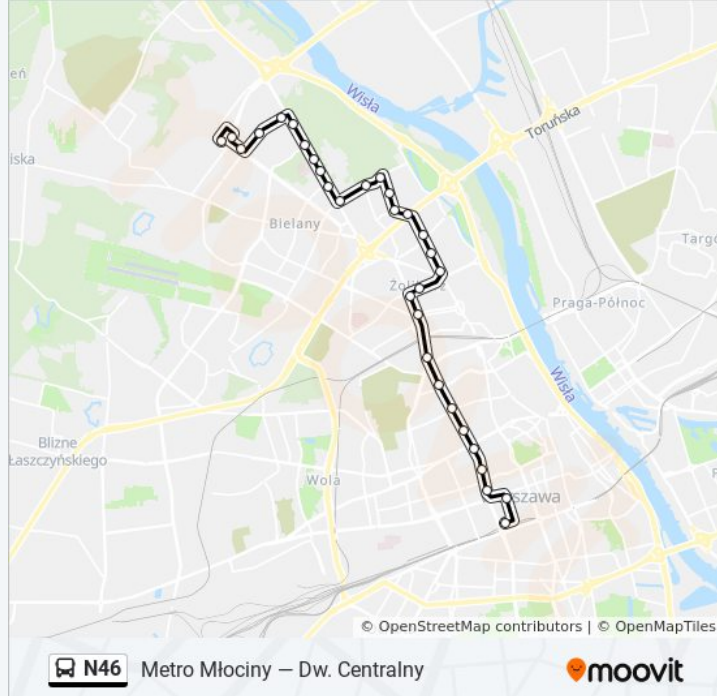 Wisła
Toruńska
eń
iska
Bielany
Targó
Żoli
Praga-Północ
Wisła
Blizne
Łaszczyńskiego
Wola
szawa
© OpenStreetMap contributors | © OpenMapTiles
N46 Metro Młociny — Dw. Centralny moovit